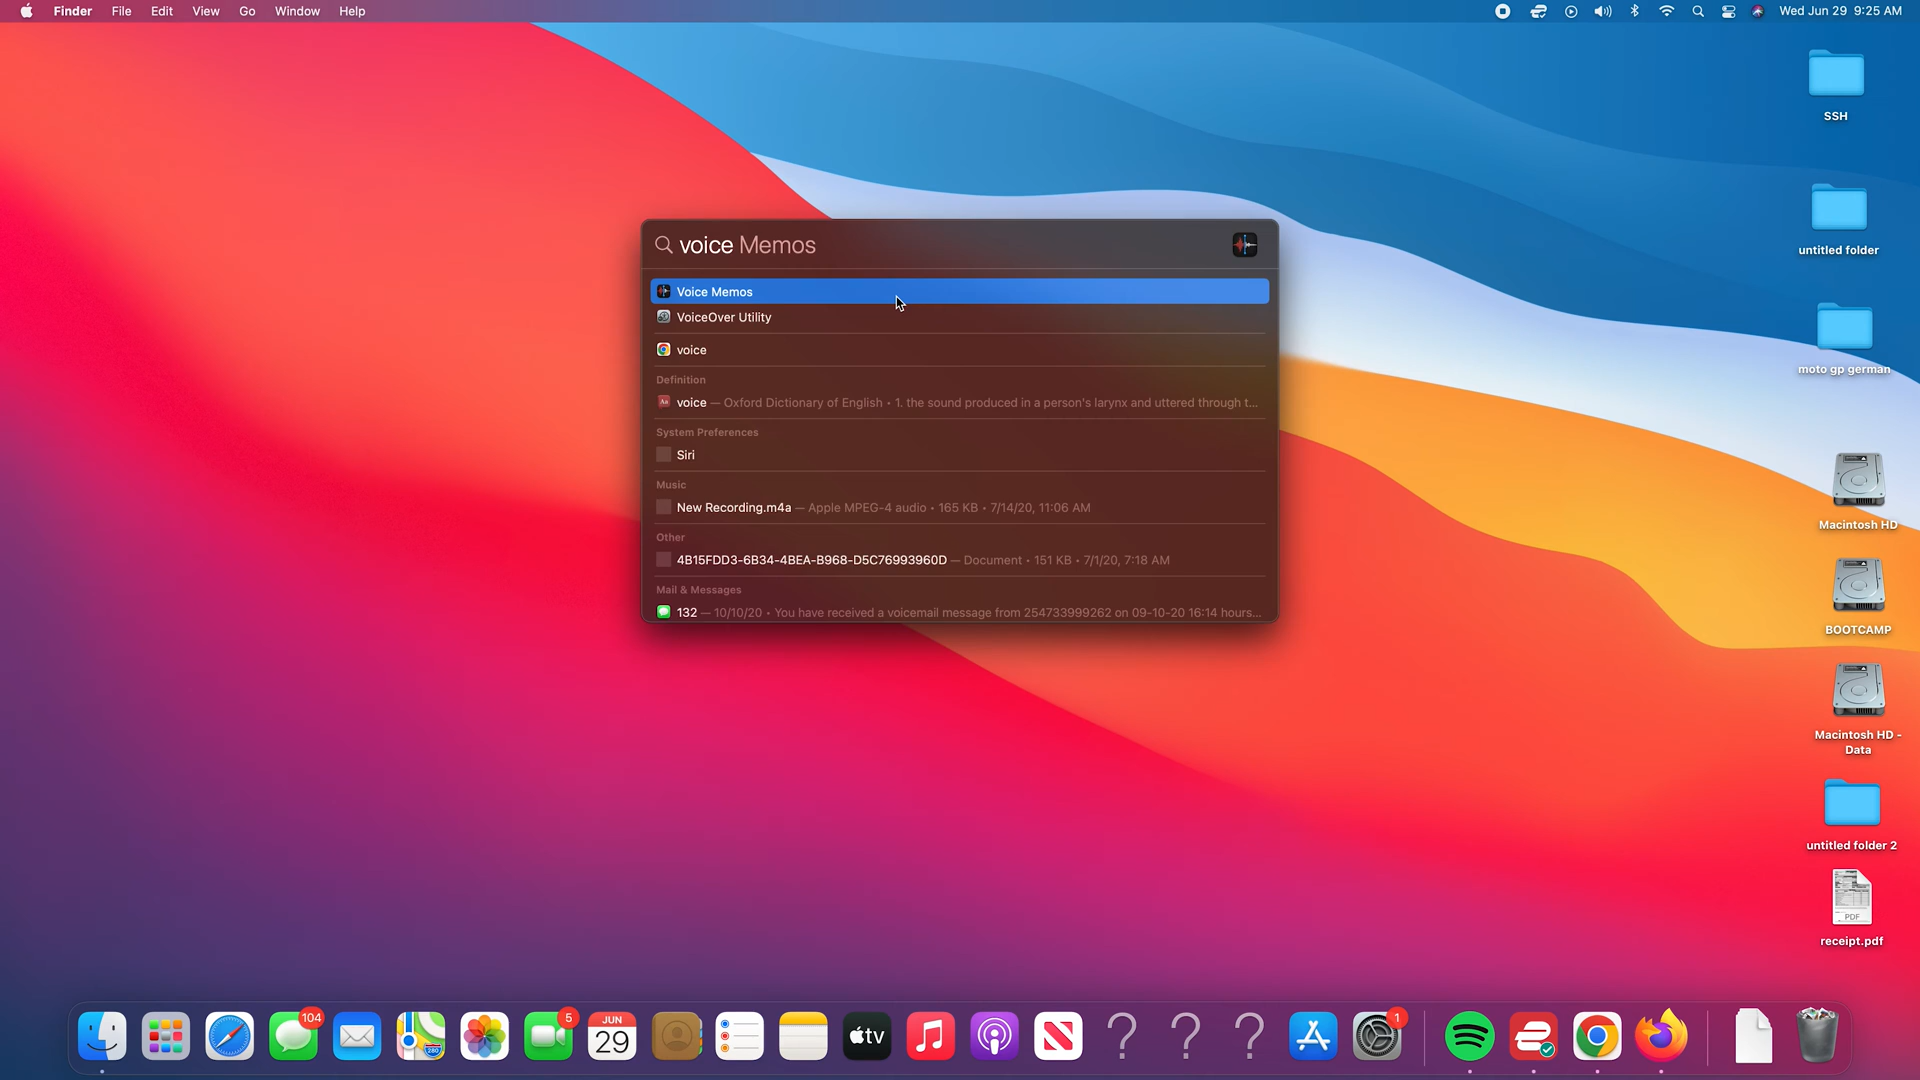 Finder File Edit View Go Window Help
Wed Jun 29 9:25 AM
SSH
untitled folder
moto gp german
Macintosh HD
BOOTCAMP
Macintosh HD -
Data
untitled folder 2
PDF
receipt.pdf
voice Memos
Voice Memos
VoiceOver Utility
voice
Definition
Aa voice — Oxford Dictionary of English • 1. the sound produced in a person's larynx and uttered through t...
System Preferences
Siri
Music
New Recording.m4a — Apple MPEG-4 audio • 165 KB • 7/14/20, 11:06 AM
Other
4B15FDD3-6B34-4BEA-B968-D5C76993960D — Document • 151 KB • 7/1/20, 7:18 AM
Mail & Messages
132 — 10/10/20 • You have received a voicemail message from 254733999262 on 09-10-20 16:14 hours...
104
280
5
JUN
29
tv
? ? ?
1